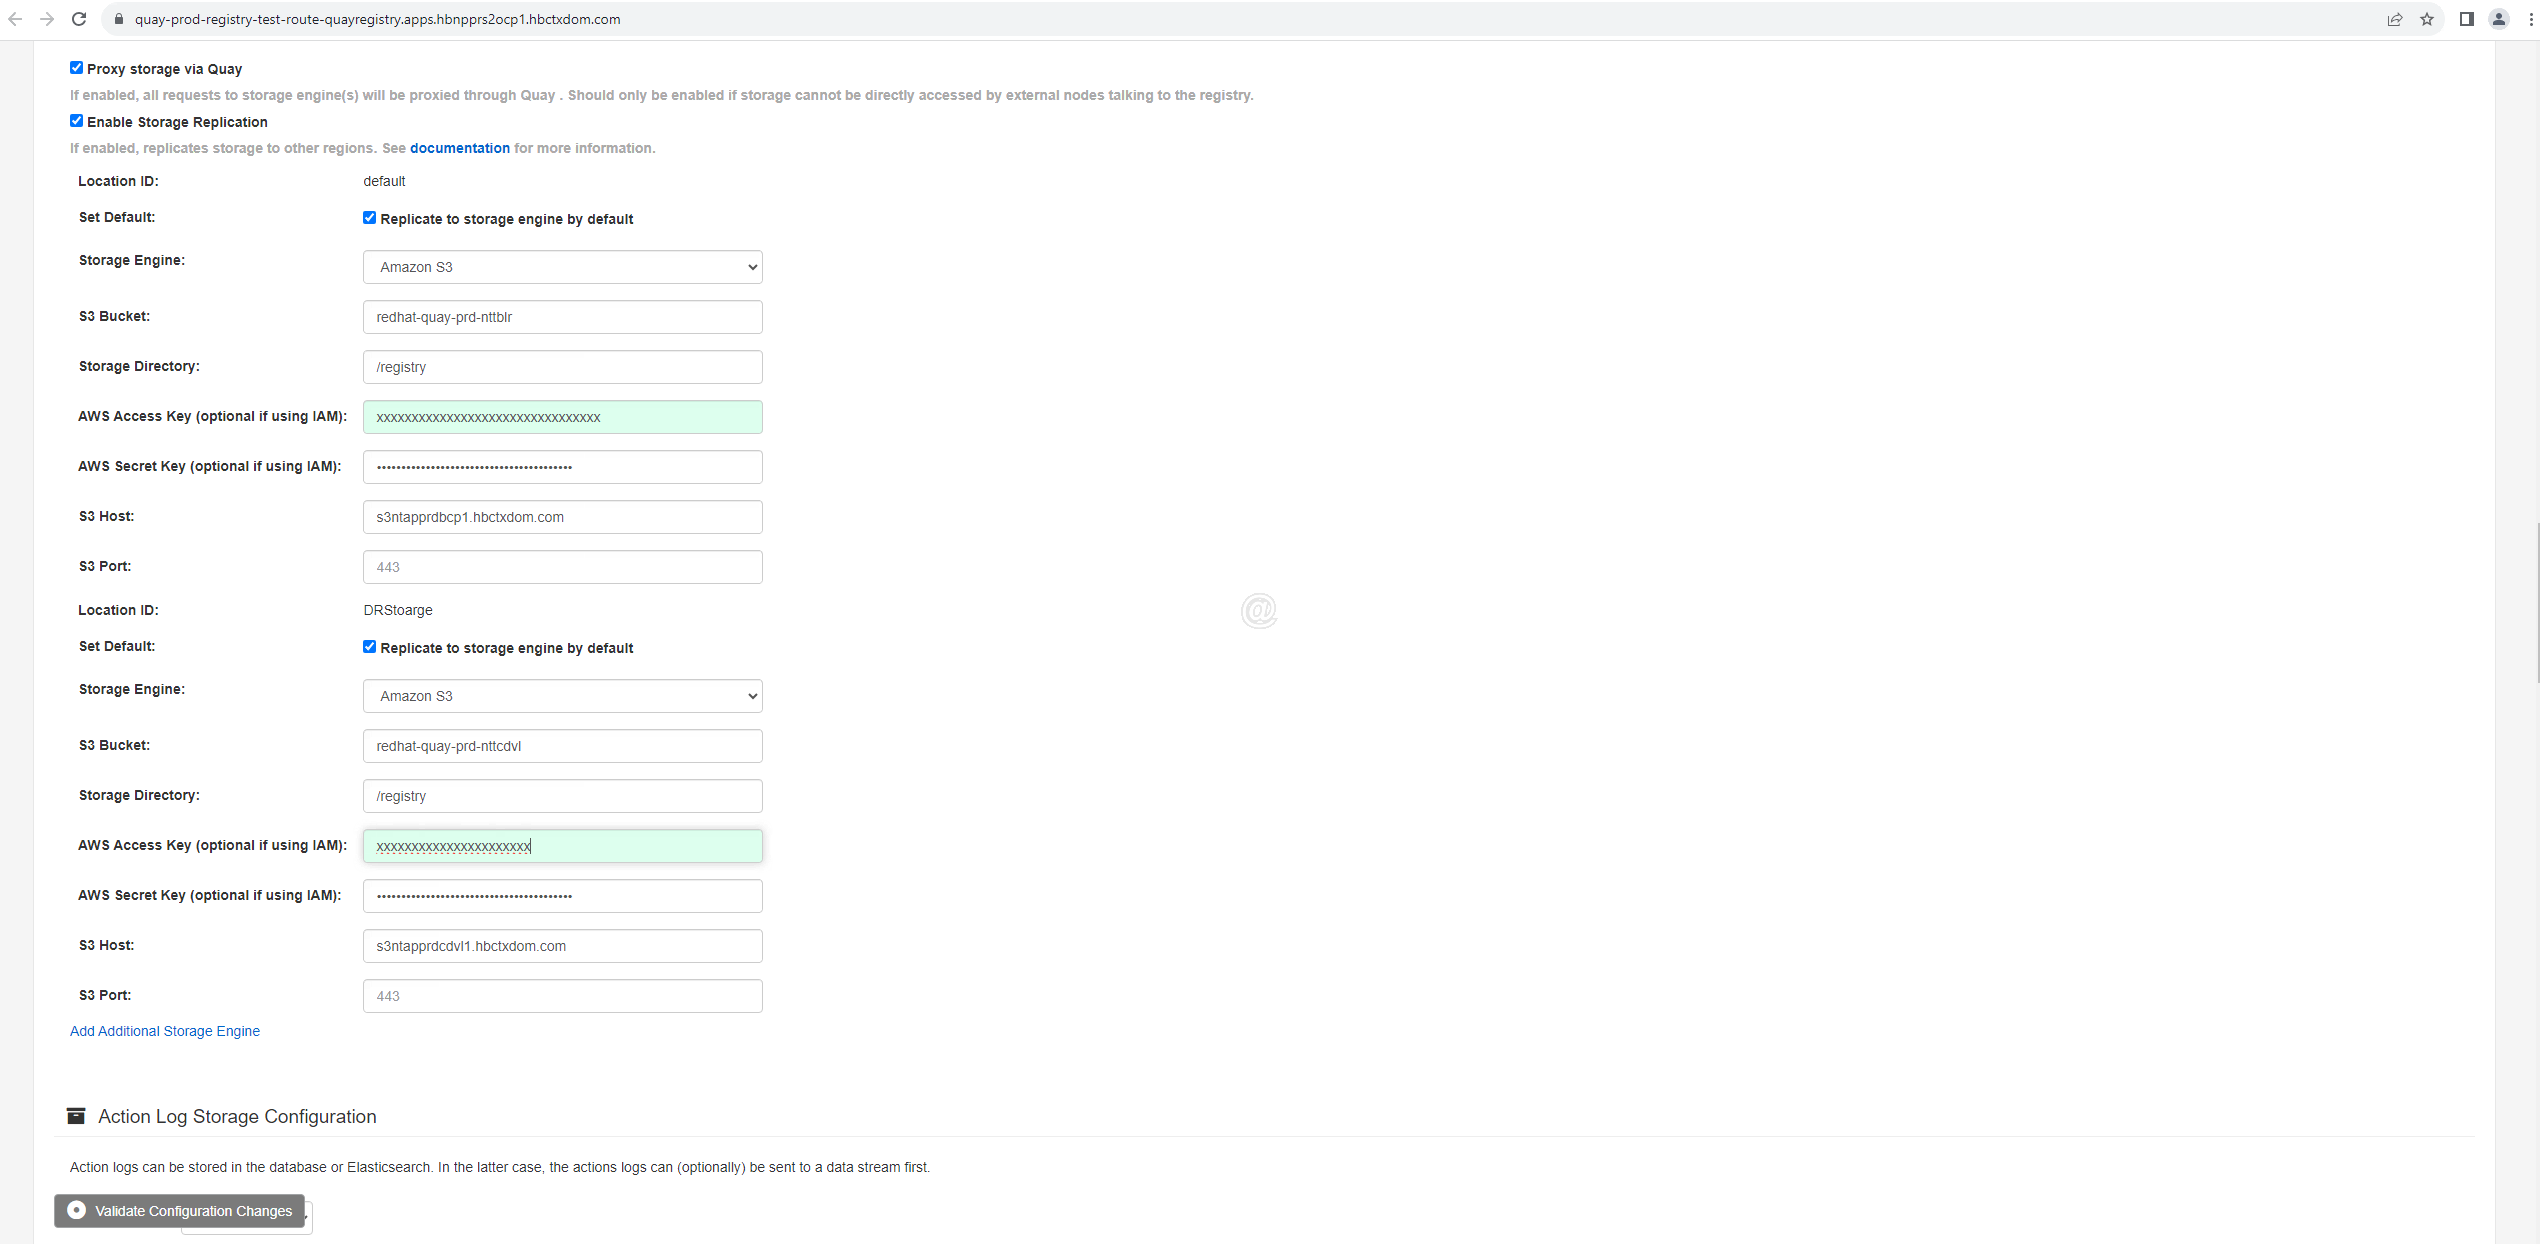 quay-prod-registry-test-route-quayregistry.apps.hbnpprs2ocp1.hbctxdom.com
Proxy storage via Quay
If enabled, all requests to storage engine(s) will be proxied through Quay . Should only be enabled if storage cannot be directly accessed by external nodes talking to the registry.
Enable Storage Replication
If enabled, replicates storage to other regions. See documentation for more information.
Location ID: default
Set Default: Replicate to storage engine by default
Storage Engine: Amazon S3
S3 Bucket: redhat-quay-prd-nttblr
Storage Directory: /registry
AWS Access Key (optional if using IAM): xxxxxxxxxxxxxxxxxxxxxxxxxxxxxxxx
AWS Secret Key (optional if using IAM): ••••••••••••••••••••••••••••••••••••••••
S3 Host: s3ntapprdbcp1.hbctxdom.com
S3 Port: 443
Location ID: DRStoarge
Set Default: Replicate to storage engine by default
Storage Engine: Amazon S3
S3 Bucket: redhat-quay-prd-nttcdvl
Storage Directory: /registry
AWS Access Key (optional if using IAM): xxxxxxxxxxxxxxxxxxxxxx
AWS Secret Key (optional if using IAM): ••••••••••••••••••••••••••••••••••••••••
S3 Host: s3ntapprdcdvl1.hbctxdom.com
S3 Port: 443
Add Additional Storage Engine
@
Action Log Storage Configuration
Action logs can be stored in the database or Elasticsearch. In the latter case, the actions logs can (optionally) be sent to a data stream first.
Validate Configuration Changes